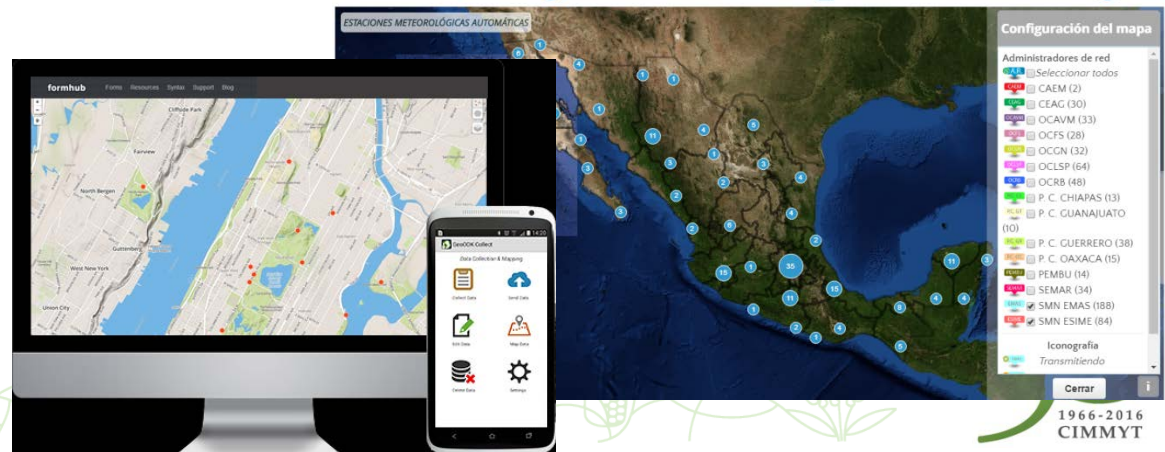 ESTACIONES METEOROLÓGICAS AUTOMÁTICAS
Configuración del mapa
Administradores de red
Seleccionar todos
CAEM (2)
CEAG (30)
OCAVM (33)
OCFS (28)
OCGN (32)
OCLSP (64)
OCRB (48)
P. C. CHIAPAS (13)
P. C. GUANAJUATO
(10)
P. C. GUERRERO (38)
P. C. OAXACA (15)
PEMBU (14)
SEMAR (34)
SMN EMAS (188)
SMN ESIME (84)
Iconografía
Transmitiendo
Cerrar
i
formhub
Forms Resources Syntax Support Blog
Cliffside Park
Fairview
North Bergen
Guttenberg
West New York
Union City
14:20
GeoODK Collect
Data Collection & Mapping
Collect Data
Send Data
Edit Data
Map Data
Delete Data
Settings
1966-2016
CIMMYT